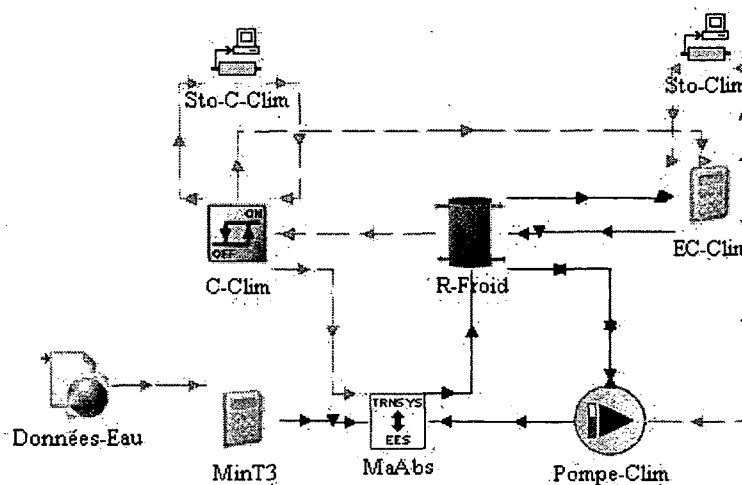 Sto-C-Clim
Sto-Clim
ON
OFF
C-Clim
R-Froid
EC-Clim
TRNSYS
EES
Données-Eau
MinT3
MaAbs
Pompe-Clim